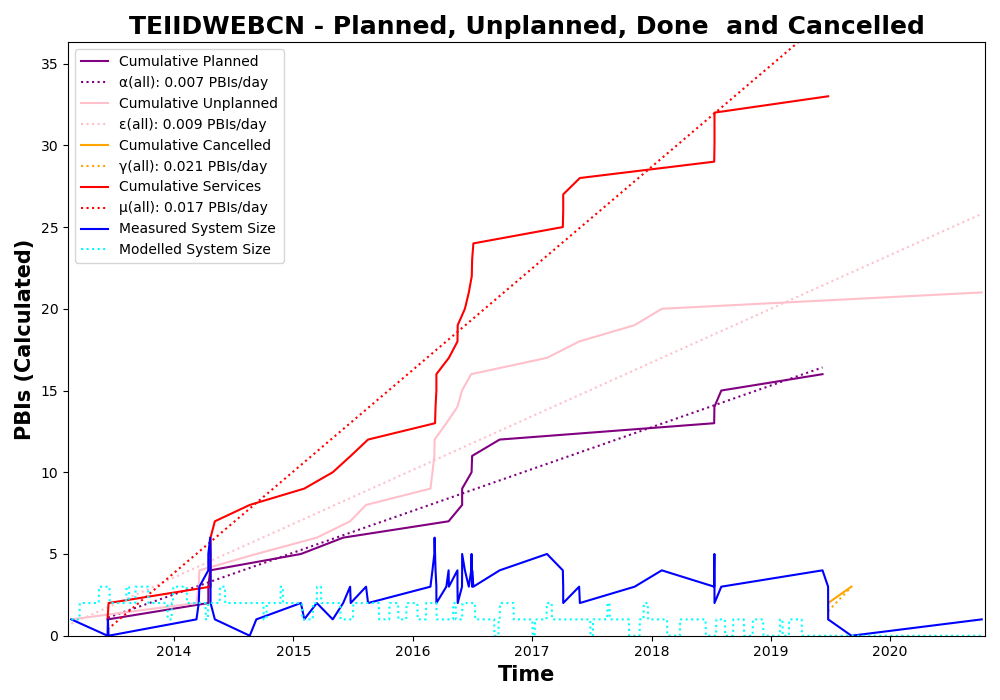 TEIIDWEBCN - Planned, Unplanned, Done  and Cancelled
Cumulative Planned
α(all): 0.007 PBIs/day
Cumulative Unplanned
ε(all): 0.009 PBIs/day
Cumulative Cancelled
γ(all): 0.021 PBIs/day
Cumulative Services
μ(all): 0.017 PBIs/day
Measured System Size
Modelled System Size
PBIs (Calculated)
35
30
25
20
15
10
5
0
2014 2015 2016 2017 2018 2019 2020
Time